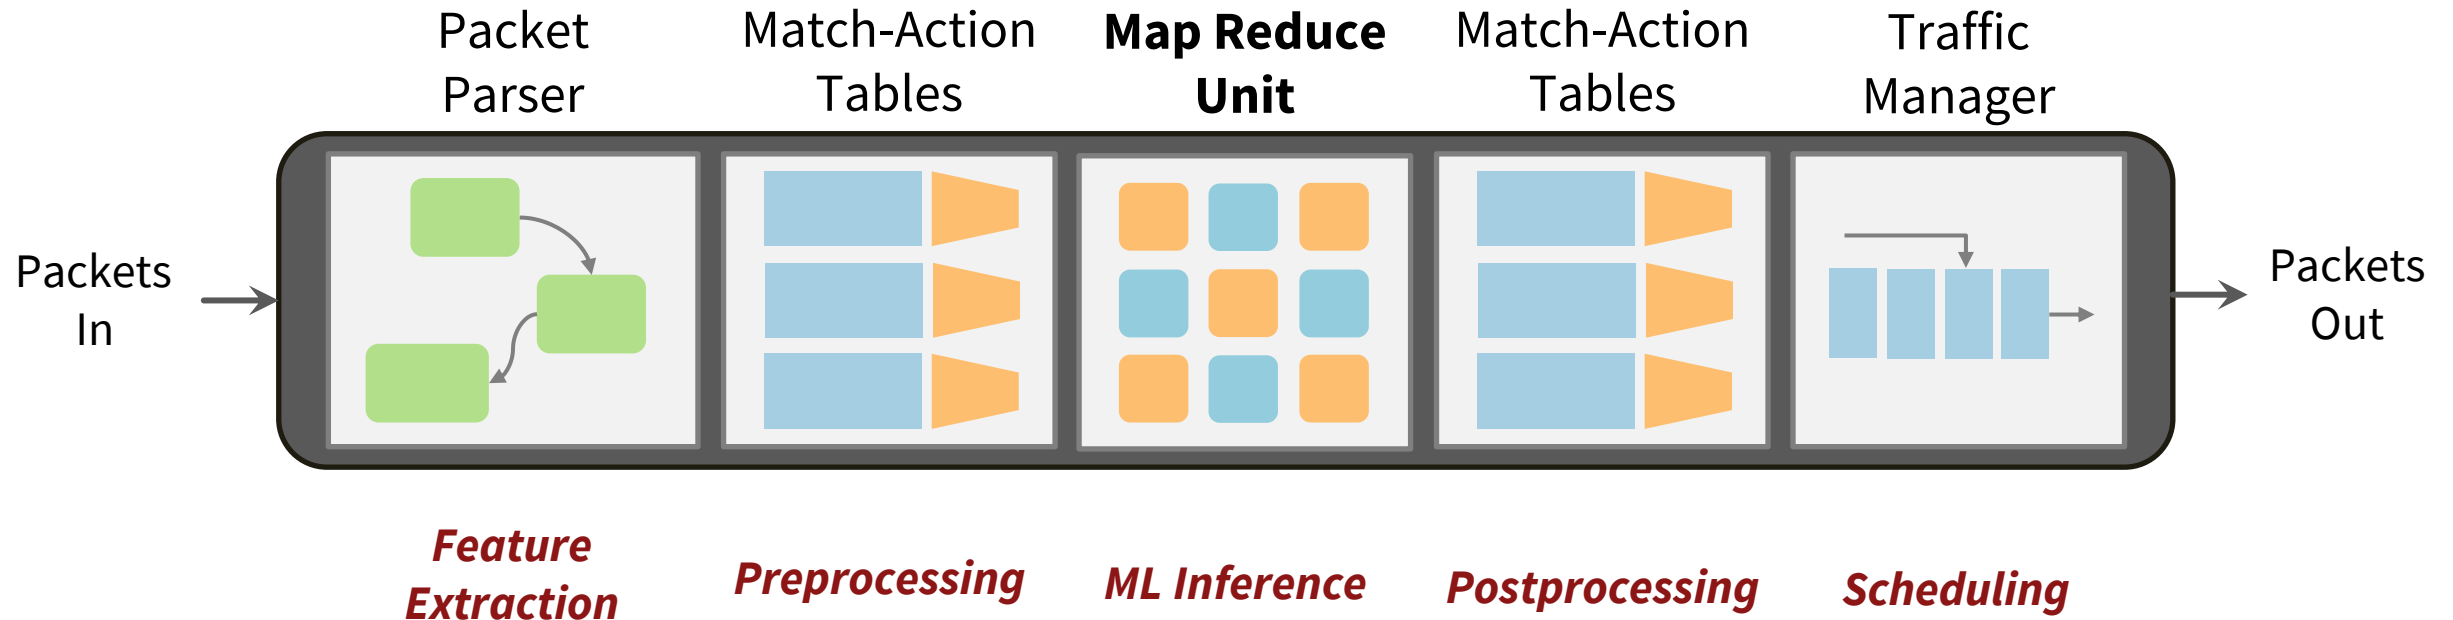 Packet
Parser
Match-Action
Tables
Map Reduce
Unit
Match-Action
Tables
Traffic
Manager
Packets
In
Packets
Out
Feature
Extraction
Preprocessing
ML Inference
Postprocessing
Scheduling